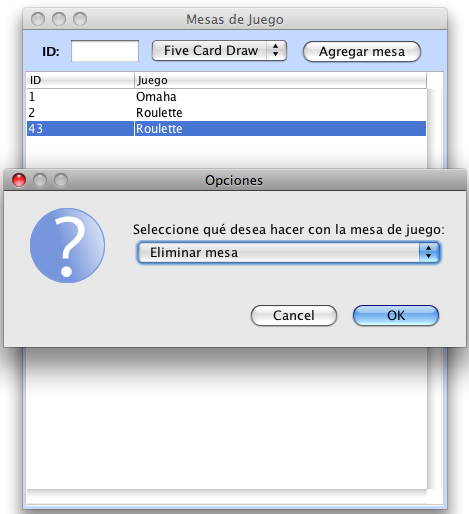 Mesas de Juego
ID: Five Card Draw Agregar mesa
ID Juego
1 Omaha
2 Roulette
43 Roulette
Opciones
?
Seleccione qué desea hacer con la mesa de juego:
Eliminar mesa
Cancel OK